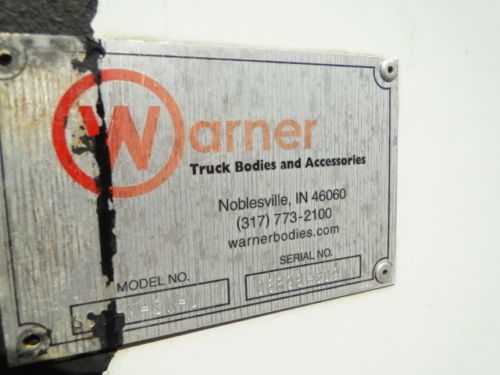 Warner
Truck Bodies and Accessories
Noblesville, IN 46060
(317) 773-2100
warnerbodies.com
MODEL NO.
SERIAL NO.